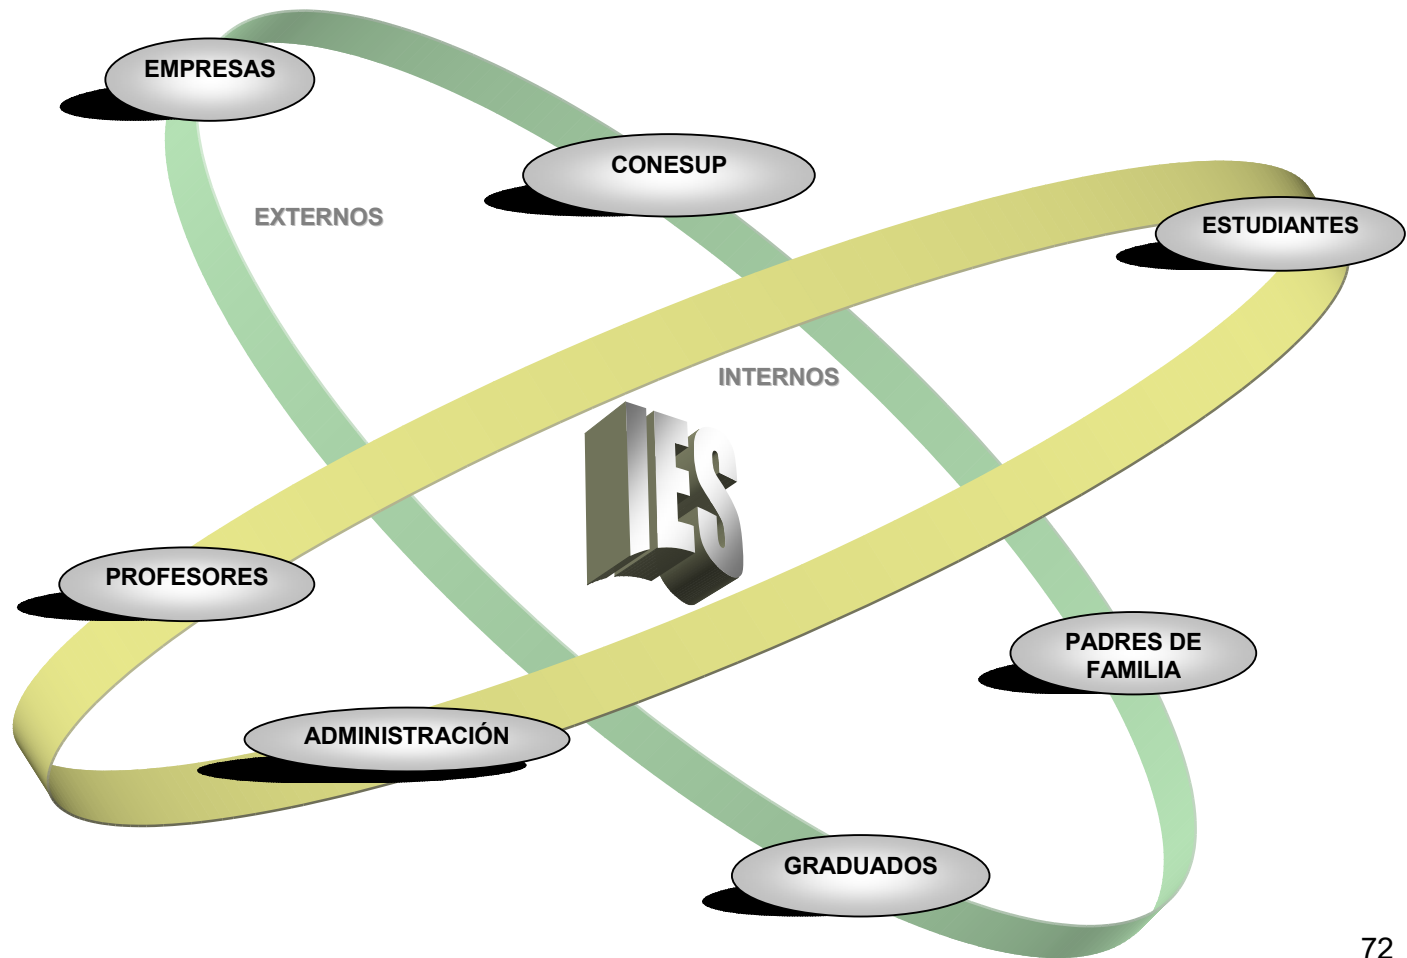 EMPRESAS
CONESUP
EXTERNOS
ESTUDIANTES
INTERNOS
IES
PROFESORES
PADRES DE
FAMILIA
ADMINISTRACIÓN
GRADUADOS
72